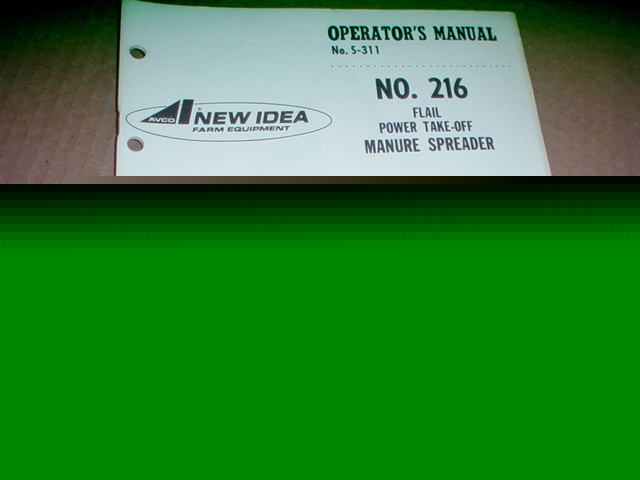 OPERATOR'S MANUAL
No. S-311
NO. 216
FLAIL
POWER TAKE-OFF
MANURE SPREADER
AVCO NEW IDEA
FARM EQUIPMENT